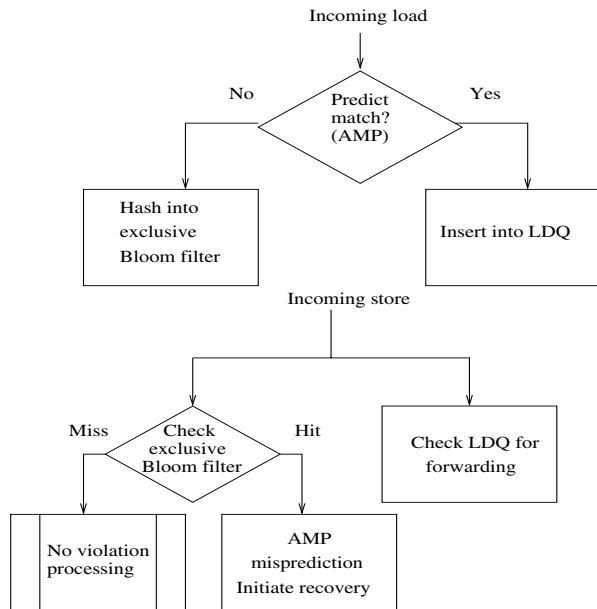 Incoming load
No
Predict
match?
(AMP)
Yes
Hash into
exclusive
Bloom filter
Insert into LDQ
Incoming store
Miss
Check
exclusive
Bloom filter
Hit
Check LDQ for
forwarding
No violation
processing
AMP
misprediction
Initiate recovery